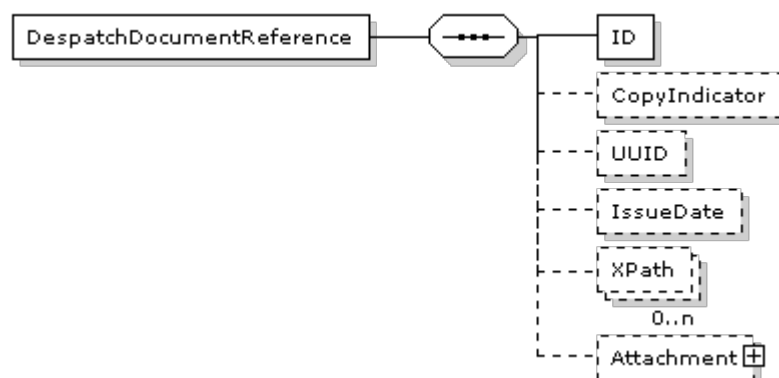 DespatchDocumentReference
ID
CopyIndicator
UUID
IssueDate
XPath
0..n
Attachment